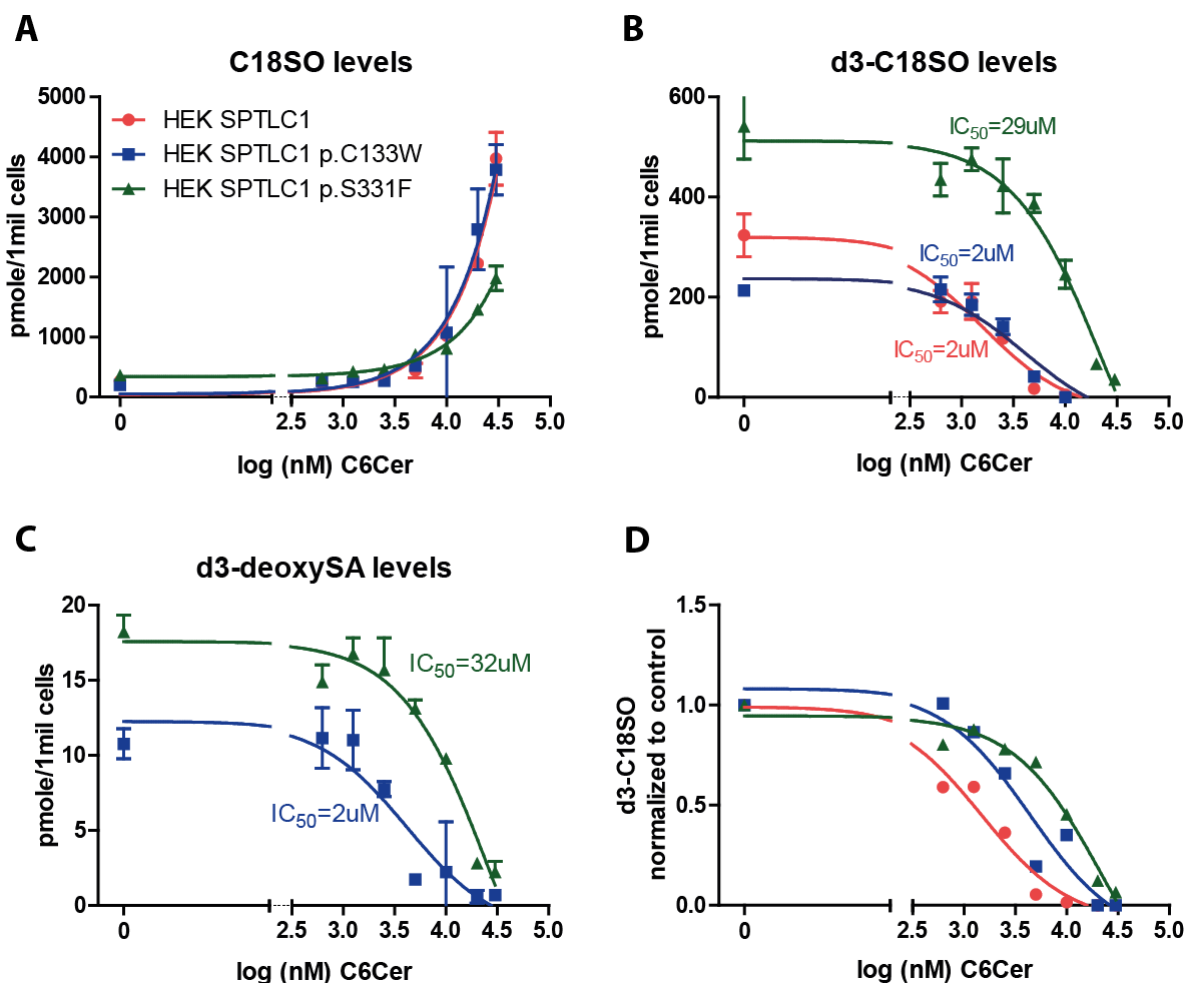 A
C18SO levels
pmole/1mil cells
5000
4000
3000
2000
1000
0
HEK SPTLC1
HEK SPTLC1 p.C133W
HEK SPTLC1 p.S331F
0 2.5 3.0 3.5 4.0 4.5 5.0
log (nM) C6Cer
B
d3-C18SO levels
pmole/1mil cells
600
400
200
0
IC50=29uM
IC50=2uM
IC50=2uM
0 2.5 3.0 3.5 4.0 4.5 5.0
log (nM) C6Cer
C
d3-deoxySA levels
pmole/1mil cells
20
15
10
5
0
IC50=32uM
IC50=2uM
0 2.5 3.0 3.5 4.0 4.5 5.0
log (nM) C6Cer
D
d3-C18SO
normalized to control
1.5
1.0
0.5
0.0
0 2.5 3.0 3.5 4.0 4.5 5.0
log (nM) C6Cer